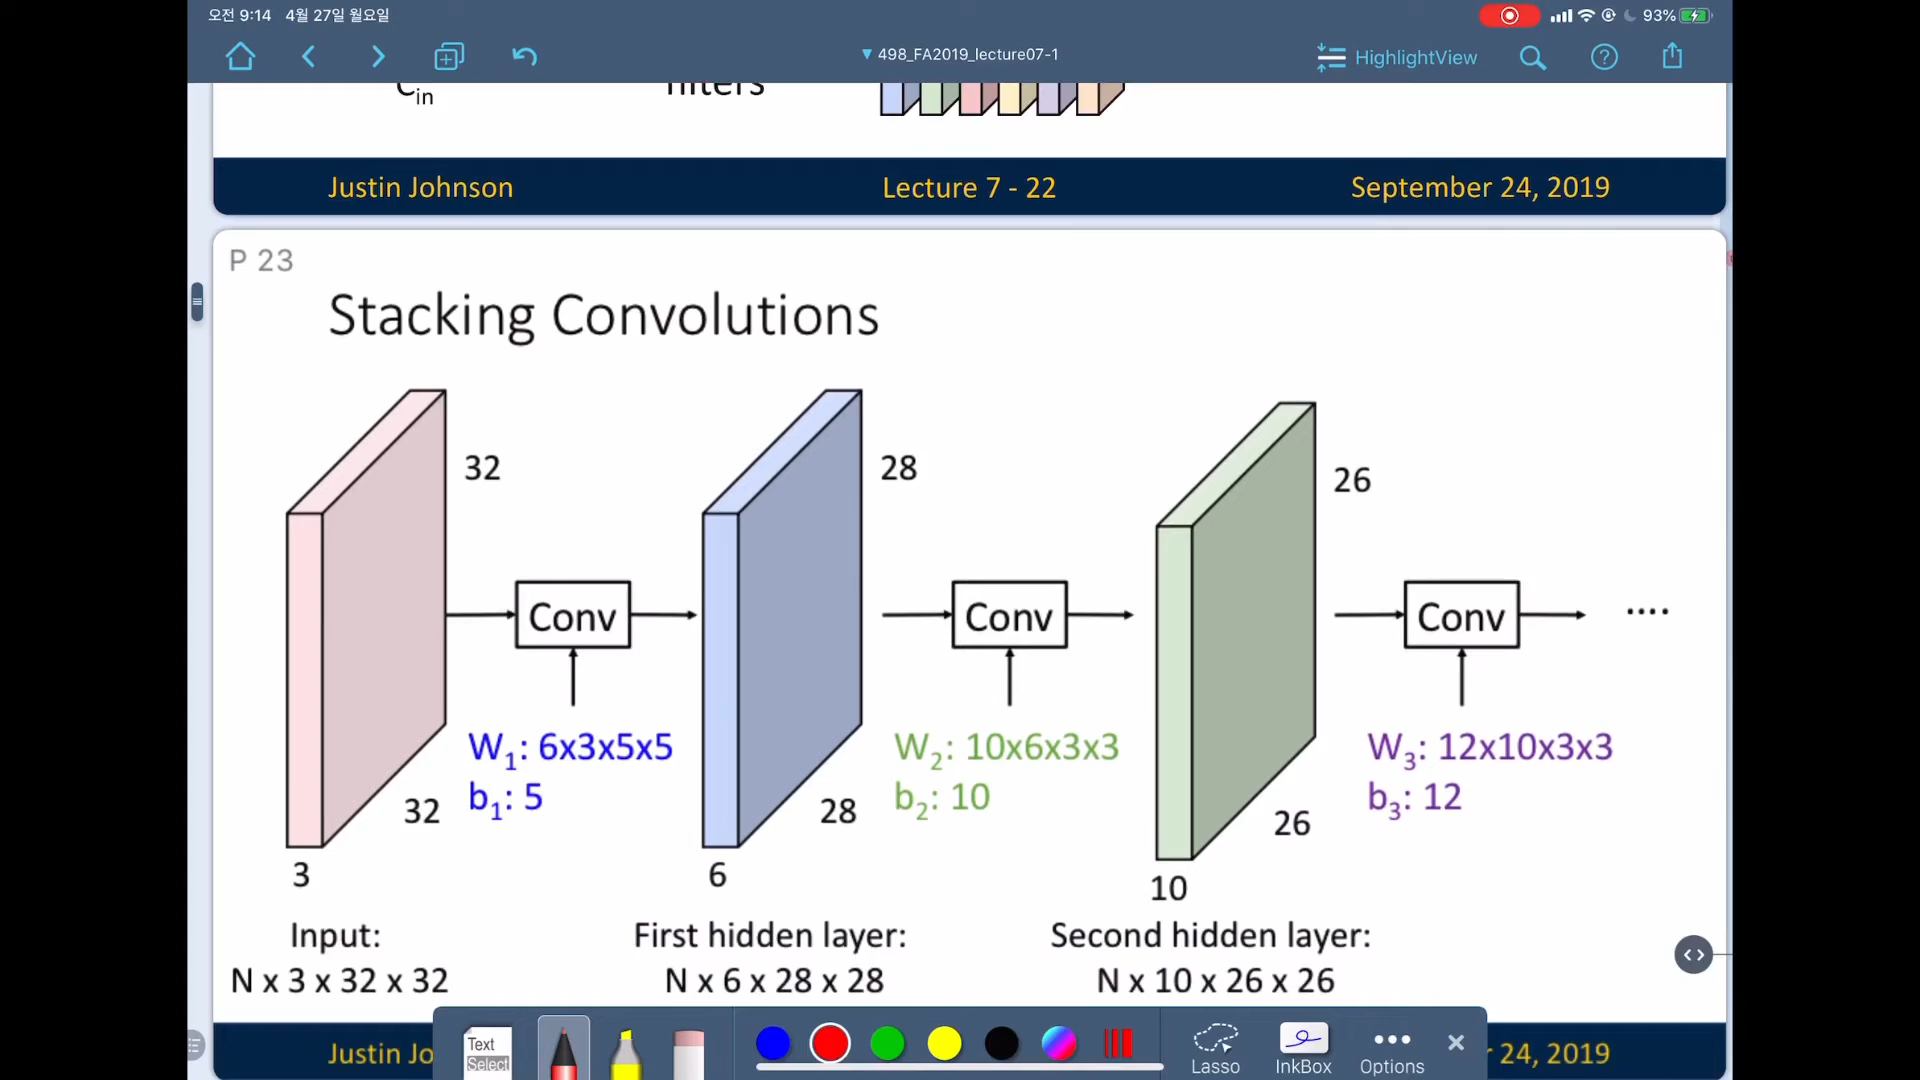 오전 9:14 4월 27일 월요일
93%
▼ 498_FA2019_lecture07-1
HighlightView
C_in
filters
Justin Johnson
Lecture 7 - 22
September 24, 2019
P 23
Stacking Convolutions
32
28
26
Conv
Conv
Conv
....
W₁: 6x3x5x5
b₁: 5
W₂: 10x6x3x3
b₂: 10
W₃: 12x10x3x3
b₃: 12
32
28
26
3
6
10
Input:
N x 3 x 32 x 32
First hidden layer:
N x 6 x 28 x 28
Second hidden layer:
N x 10 x 26 x 26
Justin Jo
r 24, 2019
Text
Select
Lasso
InkBox
Options